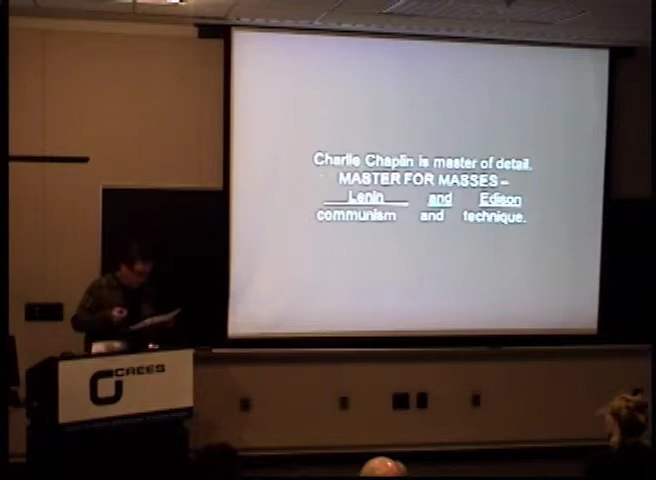 Charlie Chaplin is master of detail.
MASTER FOR MASSES –
Lenin and Edison
communism and technique.
CREES